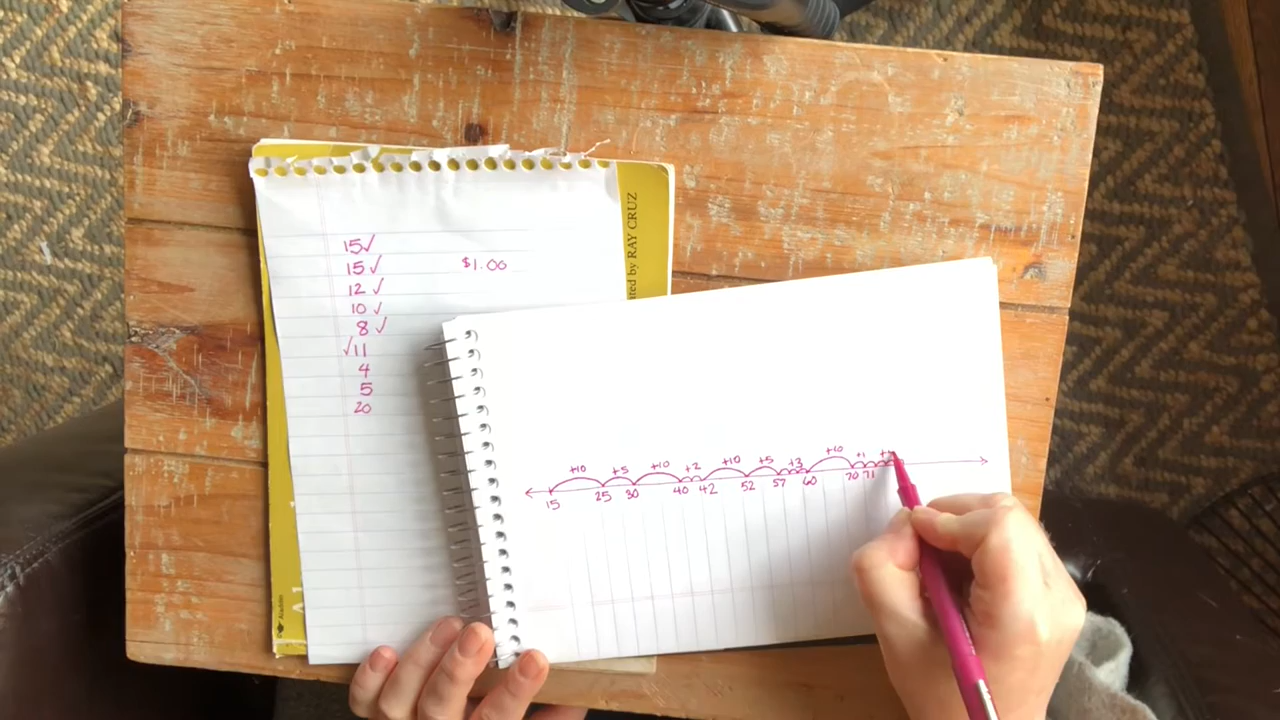 ated by RAY CRUZ
15✓
15 ✓
12 ✓
10 ✓
8 ✓
✓11
4
5
20
$1.00
+10 +5 +10 +2 +10 +5 +3 +10 +1
15 25 30 40 42 52 57 60 70 71
Aladdin